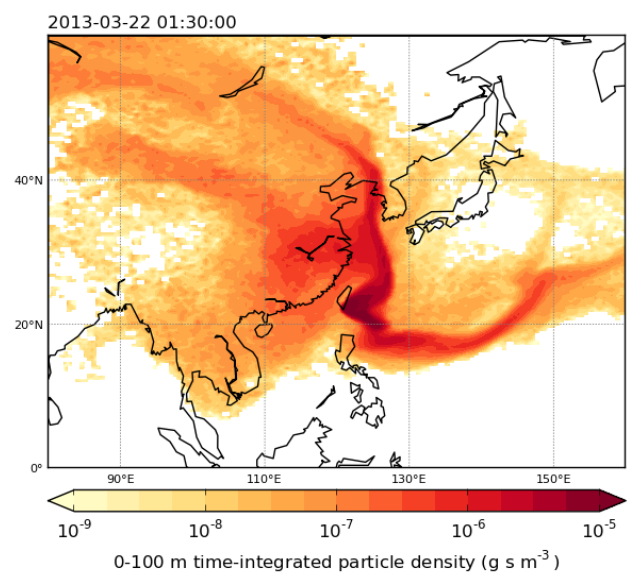 2013-03-22 01:30:00
40°N
20°N
0°
90°E 110°E 130°E 150°E
10⁻⁹ 10⁻⁸ 10⁻⁷ 10⁻⁶ 10⁻⁵
0-100 m time-integrated particle density (g s m⁻³)